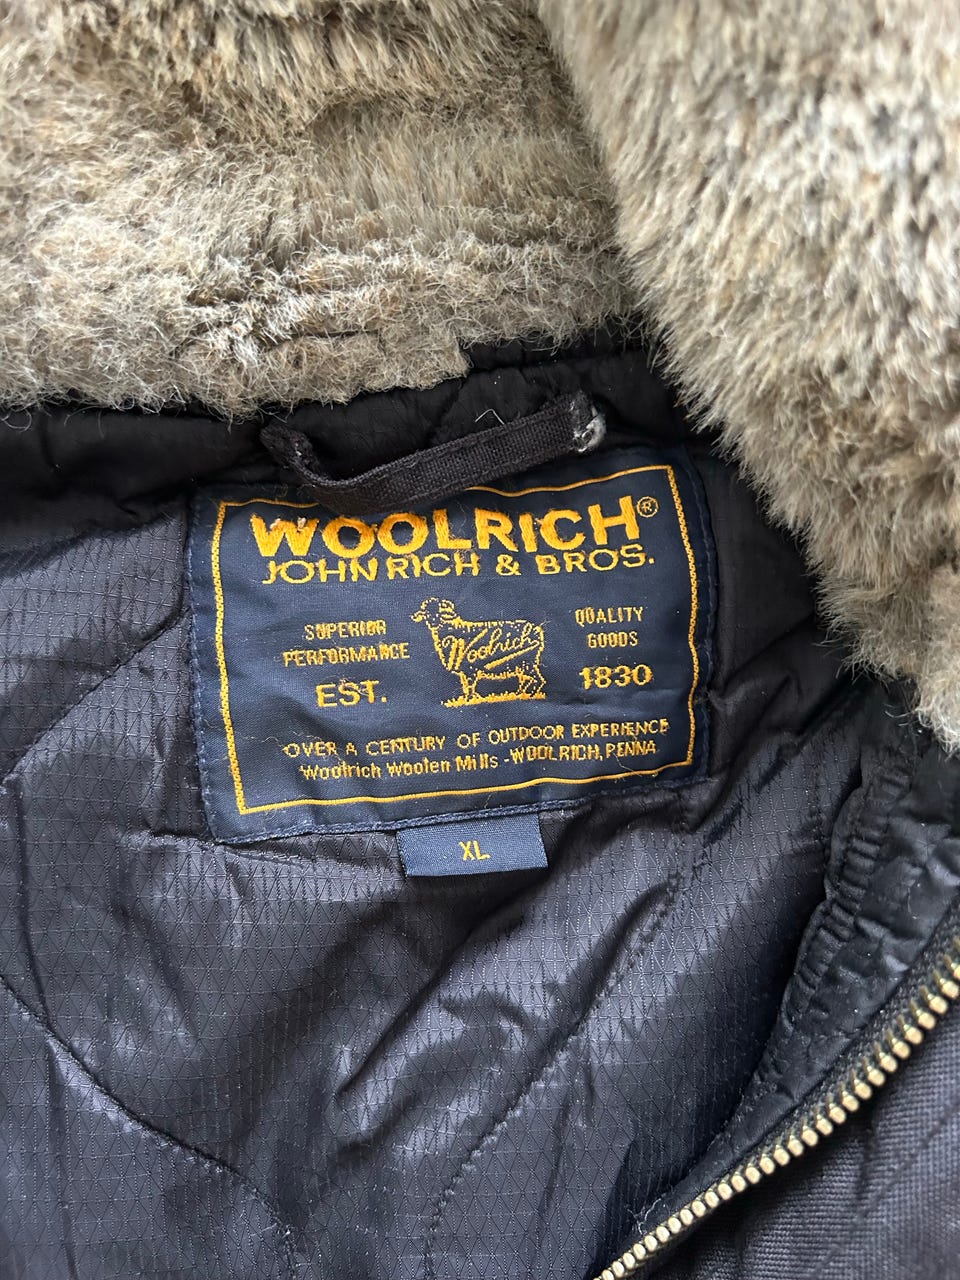 WOOLRICH®
JOHN RICH & BROS.
SUPERIOR
PERFORMANCE
EST.
Woolrich
QUALITY
GOODS
1830
OVER A CENTURY OF OUTDOOR EXPERIENCE
Woolrich Woolen Mills - WOOLRICH, PENNA
XL